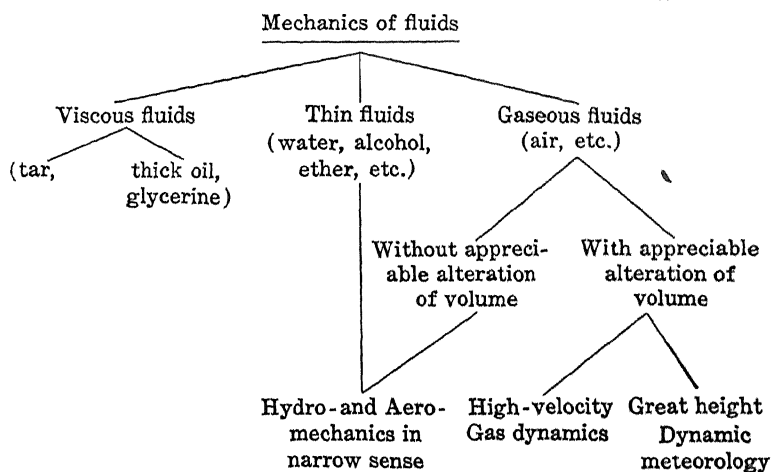 Mechanics of fluids
Viscous fluids
(tar,
thick oil,
glycerine)
Thin fluids
(water, alcohol,
ether, etc.)
Gaseous fluids
(air, etc.)
Without appreci-
able alteration
of volume
With appreciable
alteration of
volume
Hydro-and Aero-
mechanics in
narrow sense
High-velocity
Gas dynamics
Great height
Dynamic
meteorology